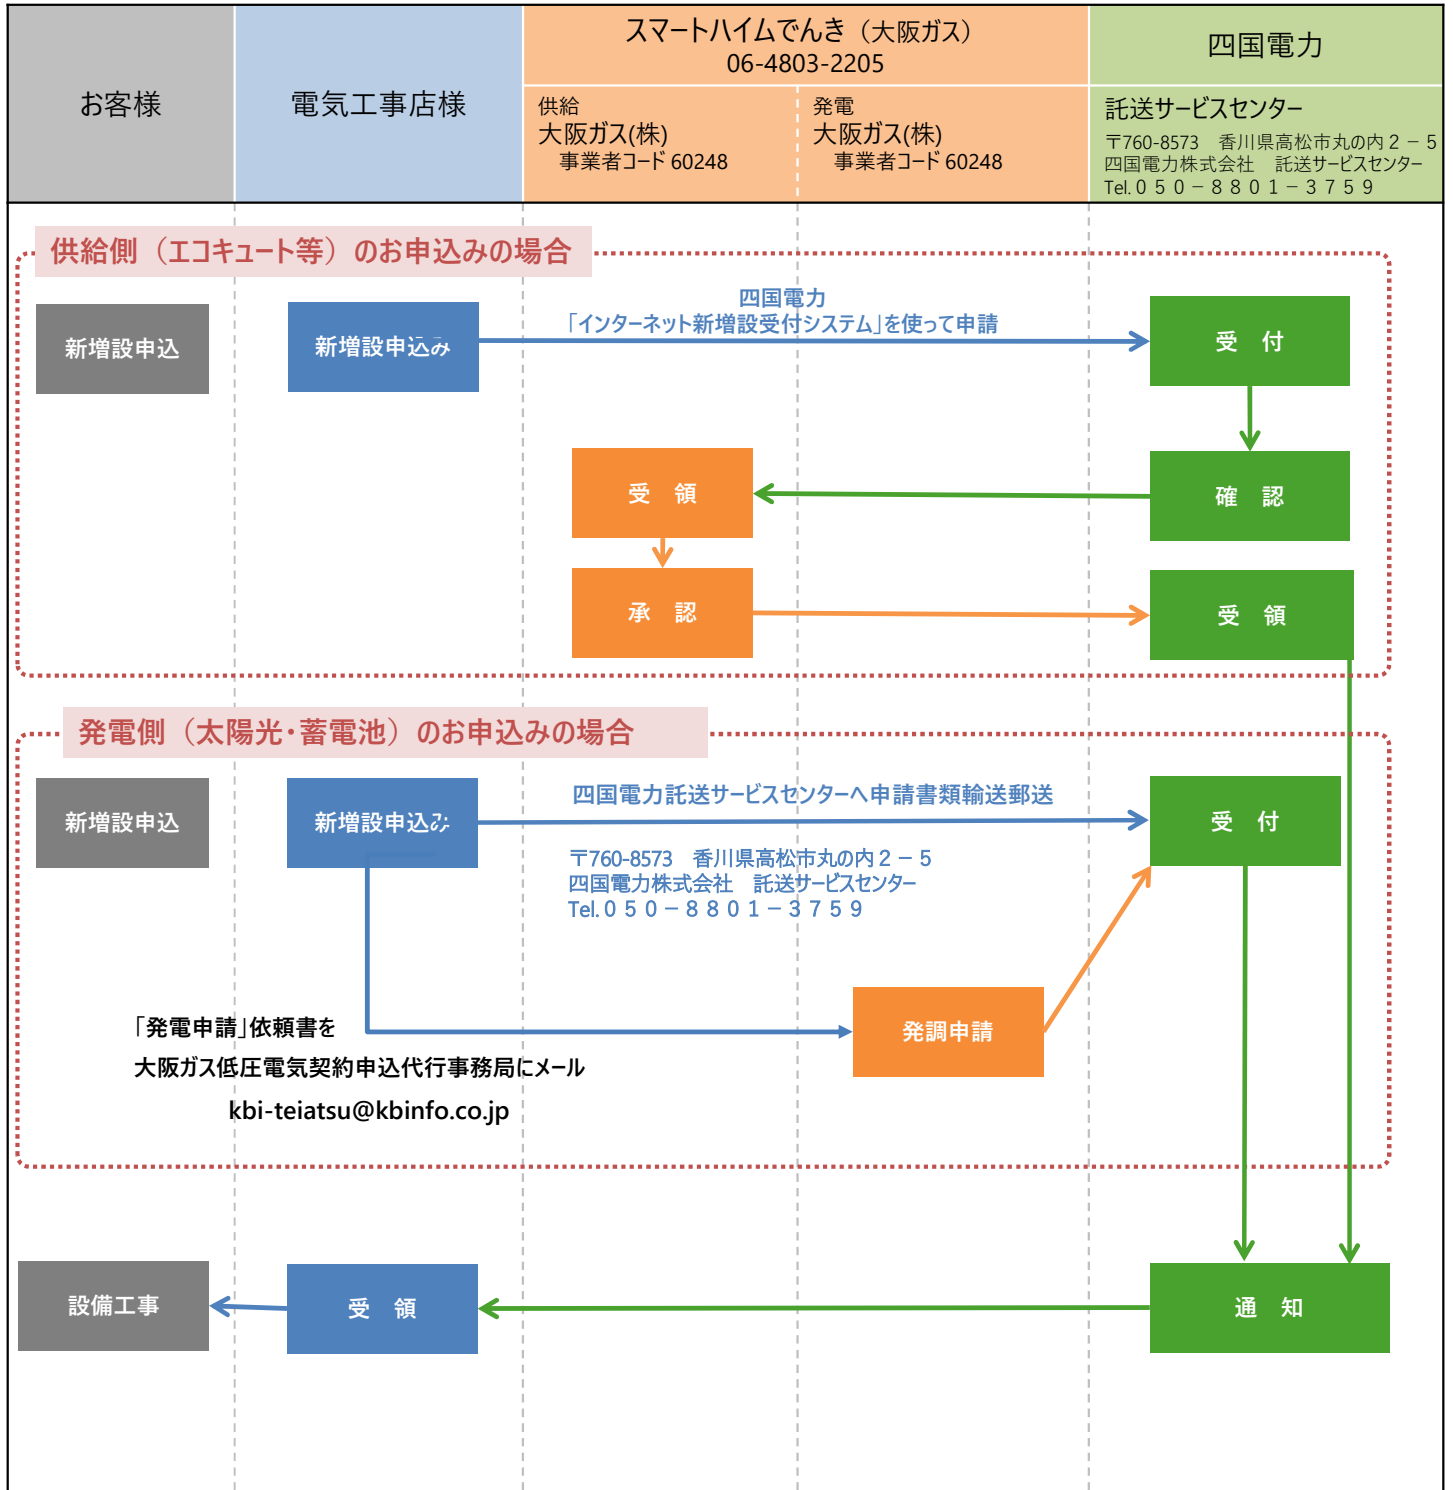 お客様
電気工事店様
スマートハイムでんき（大阪ガス）
06-4803-2205
四国電力
供給
大阪ガス(株)
事業者コード 60248
発電
大阪ガス(株)
事業者コード 60248
託送サービスセンター
〒760-8573　香川県高松市丸の内２－５
四国電力株式会社　託送サービスセンター
Tel.０５０－８８０１－３７５９
供給側（エコキュート等）のお申込みの場合
四国電力
「インターネット新増設受付システム」を使って申請
新増設申込
新増設申込み
受　付
受　領
確　認
承　認
受　領
発電側（太陽光・蓄電池）のお申込みの場合
新増設申込
新増設申込み
四国電力託送サービスセンターへ申請書類輸送郵送
受　付
〒760-8573　香川県高松市丸の内２－５
四国電力株式会社　託送サービスセンター
Tel.０５０－８８０１－３７５９
「発電申請」依頼書を
大阪ガス低圧電気契約申込代行事務局にメール
kbi-teiatsu@kbinfo.co.jp
発調申請
設備工事
受　領
通　知